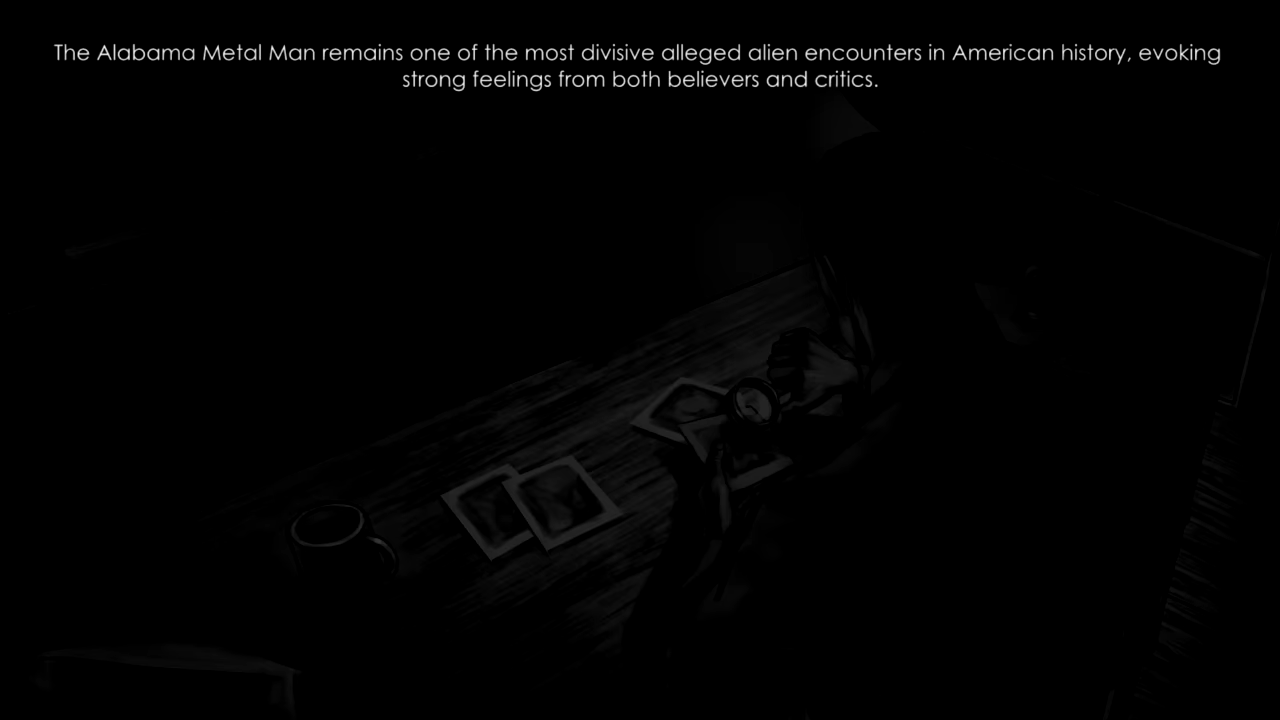 The Alabama Metal Man remains one of the most divisive alleged alien encounters in American history, evoking
strong feelings from both believers and critics.